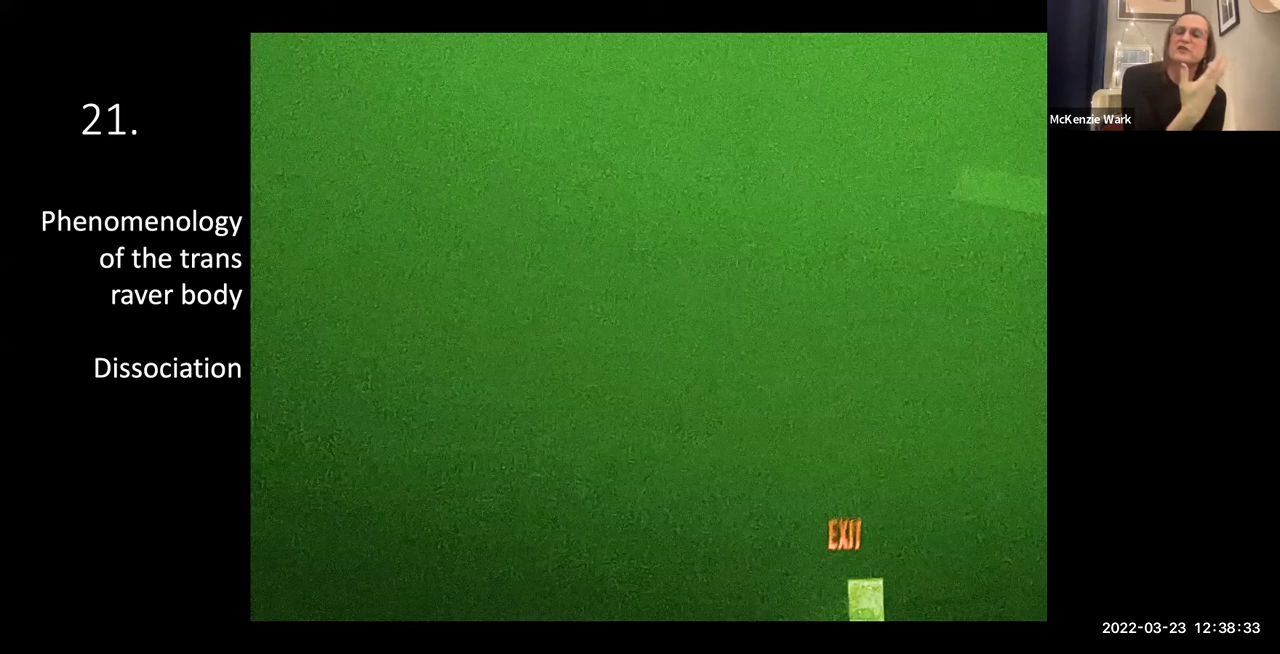 21.
Phenomenology
of the trans
raver body
Dissociation
EXIT
McKenzie Wark
2022-03-23 12:38:33